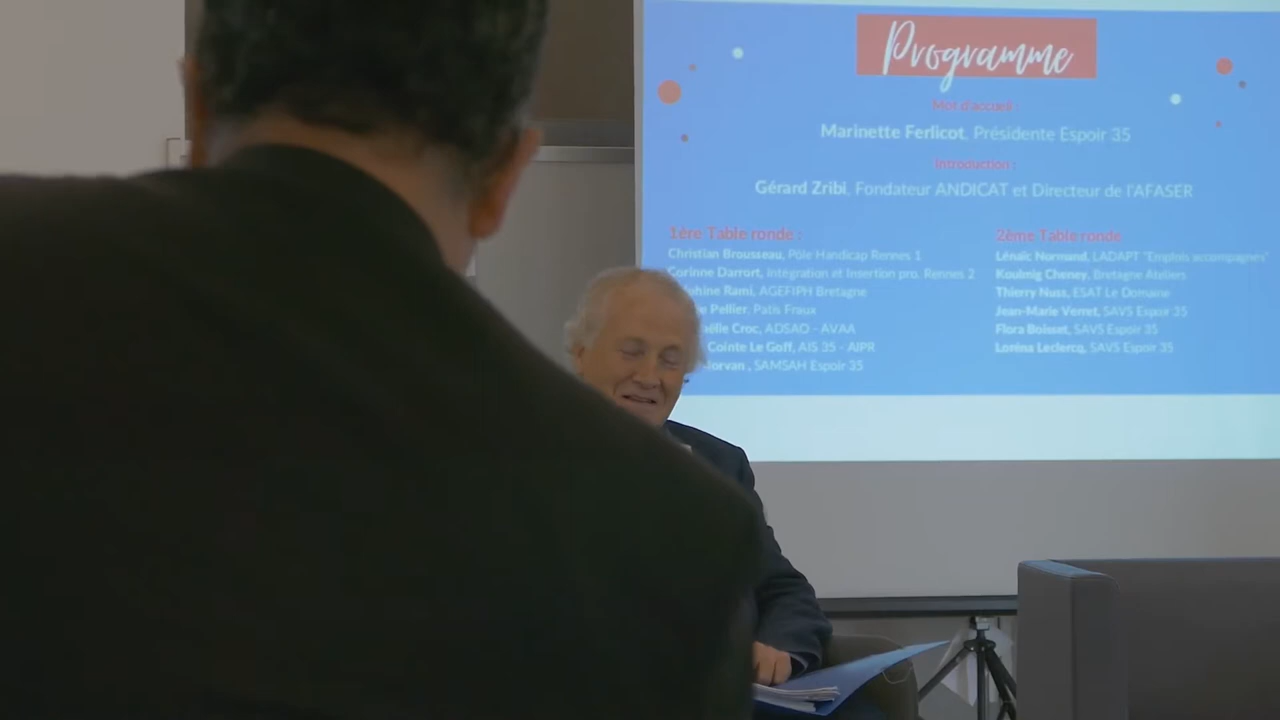 Programme
Mot d'accueil :
Marinette Ferlicot, Présidente Espoir 35
Introduction :
Gérard Zribi, Fondateur ANDICAT et Directeur de l'AFASER
1ère Table ronde :
Christian Brousseau, Pôle Handicap Rennes 1
Corinne Darrort, Intégration et Insertion pro. Rennes 2
Rami, AGEFIPH Bretagne
Pellier, Patis Fraux
Croc, ADSAO - AVAA
Cointe Le Goff, AIS 35 - AIPR
SAMSAH Espoir 35
2ème Table ronde
Lénaïc Normand, LADAPT "Emplois accompagnés"
Koulmig Cheney, Bretagne Ateliers
Thierry Nuss, ESAT Le Domaine
Jean-Marie Verret, SAVS Espoir 35
Flora Boisset, SAVS Espoir 35
Loréna Leclercq, SAVS Espoir 35